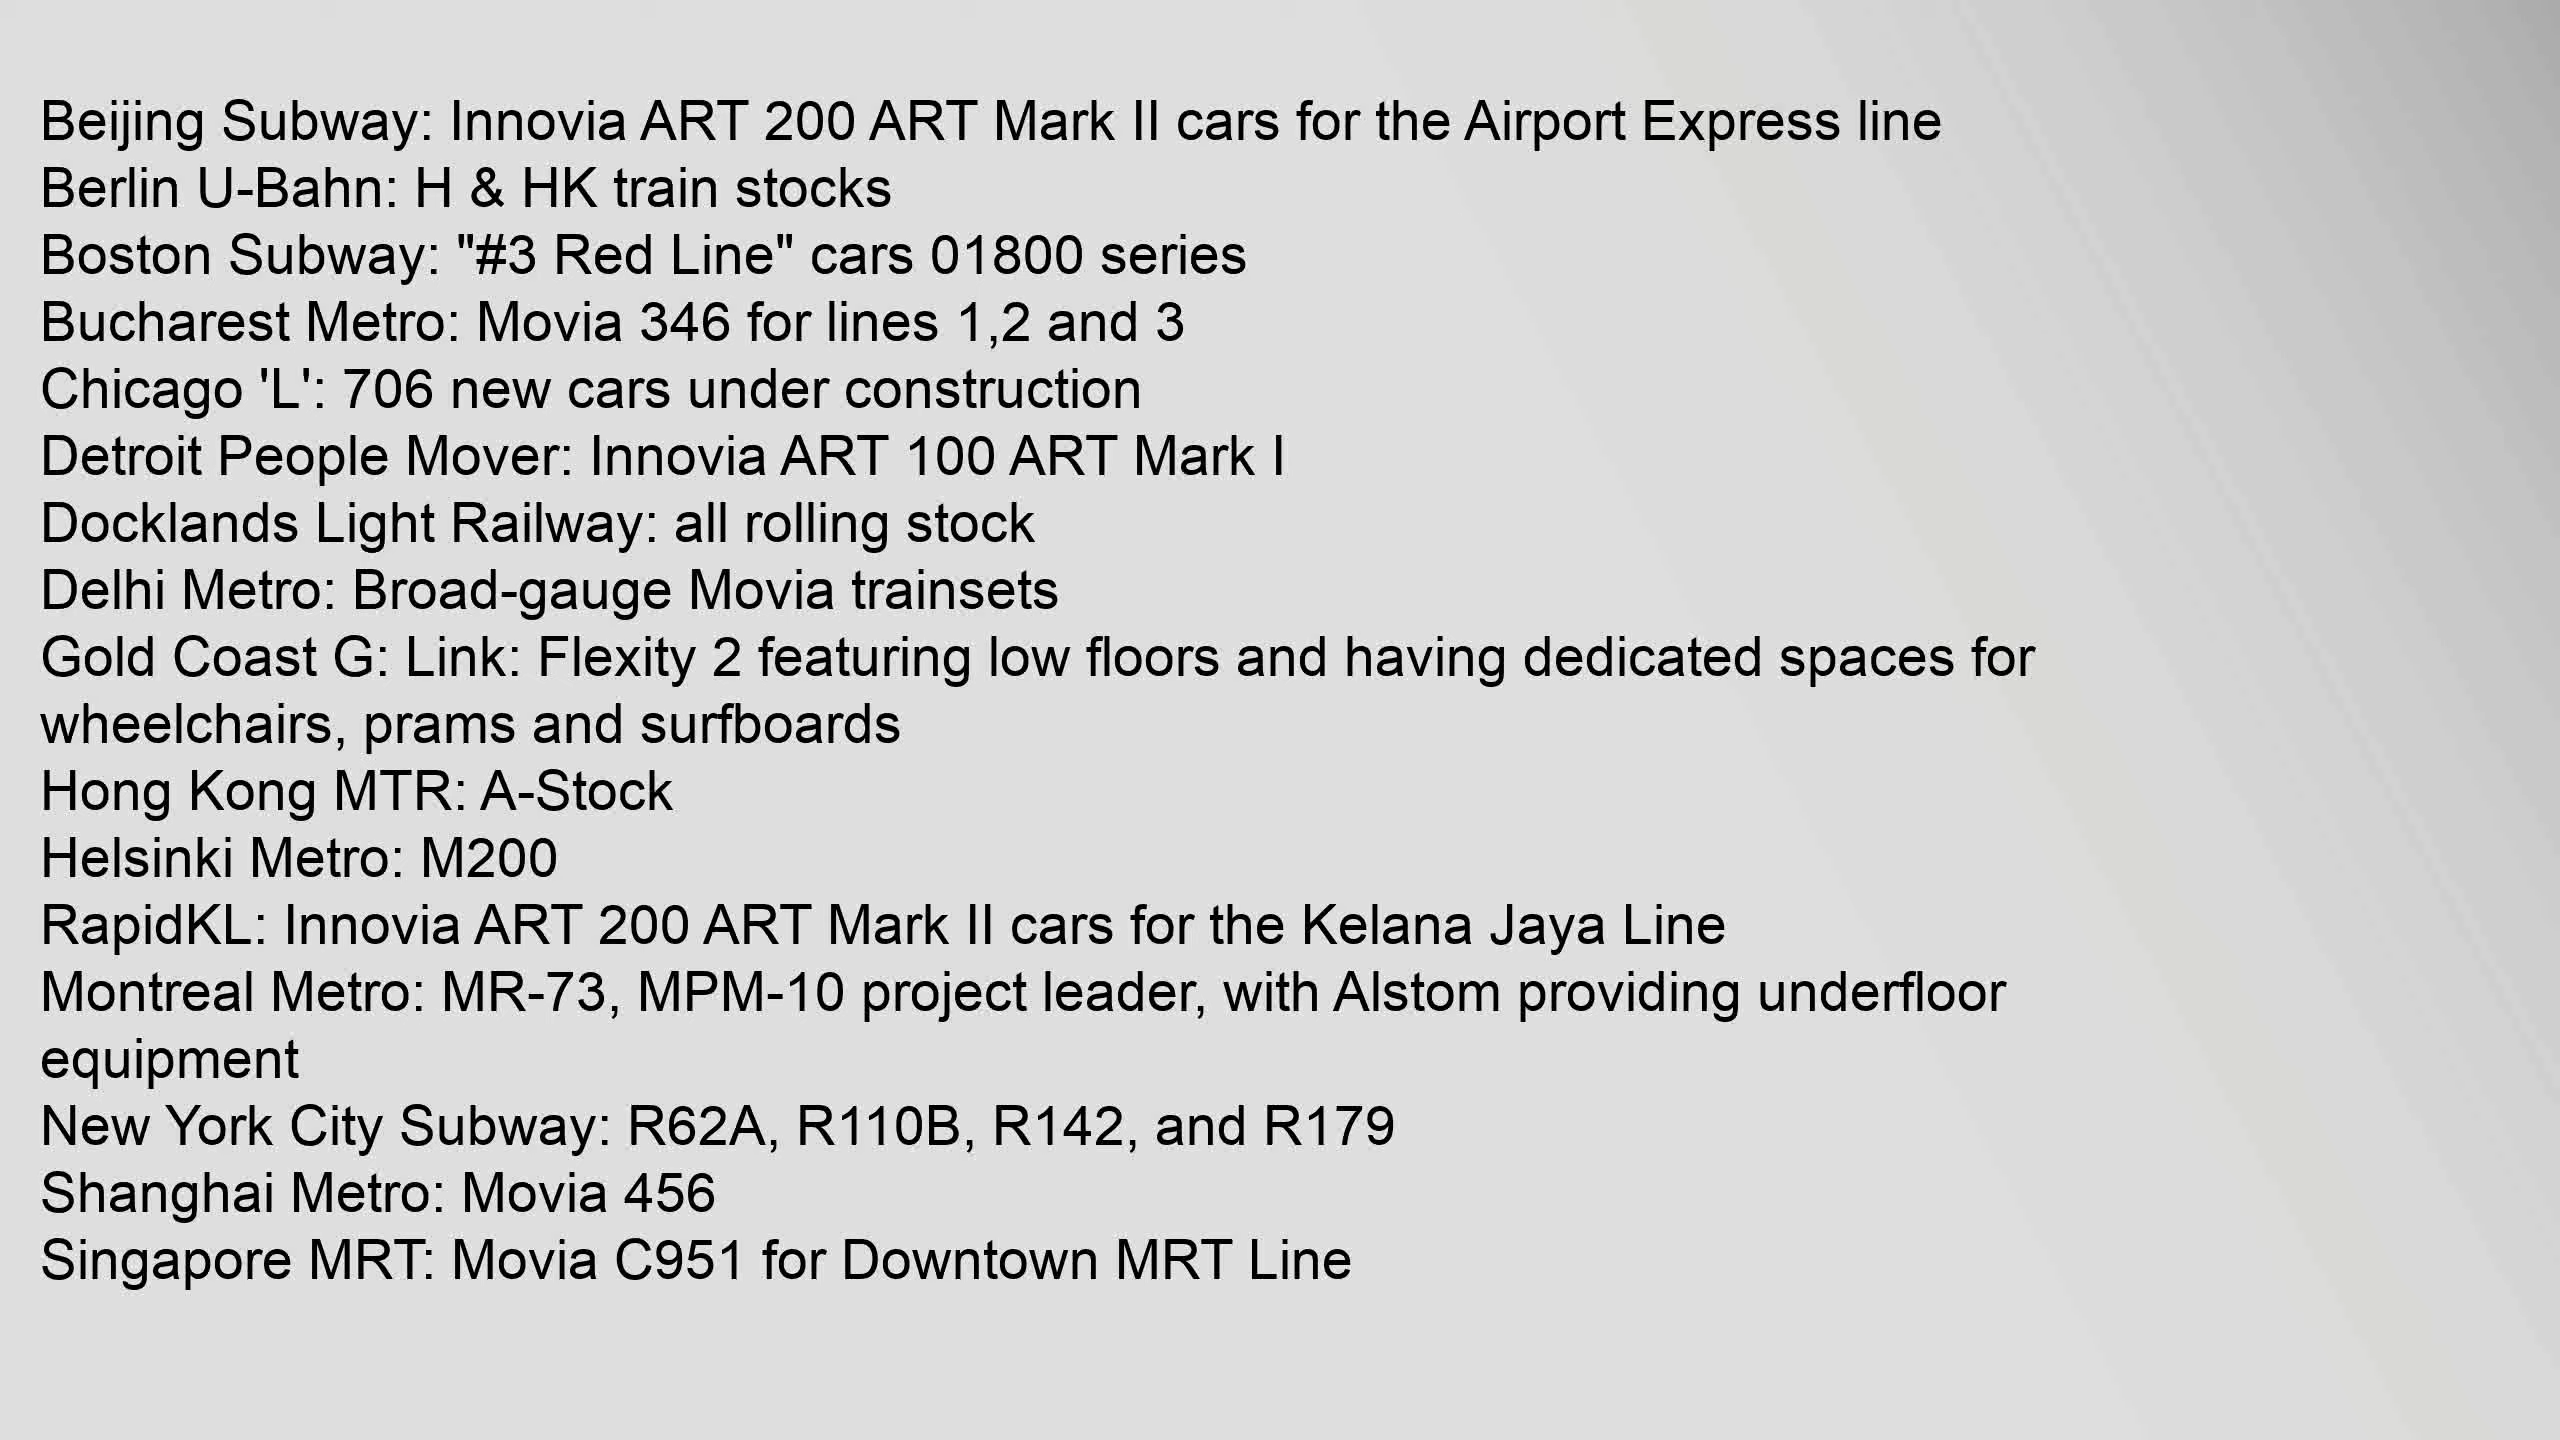 Beijing Subway: Innovia ART 200 ART Mark II cars for the Airport Express line
Berlin U-Bahn: H & HK train stocks
Boston Subway: "#3 Red Line" cars 01800 series
Bucharest Metro: Movia 346 for lines 1,2 and 3
Chicago 'L': 706 new cars under construction
Detroit People Mover: Innovia ART 100 ART Mark I
Docklands Light Railway: all rolling stock
Delhi Metro: Broad-gauge Movia trainsets
Gold Coast G: Link: Flexity 2 featuring low floors and having dedicated spaces for
wheelchairs, prams and surfboards
Hong Kong MTR: A-Stock
Helsinki Metro: M200
RapidKL: Innovia ART 200 ART Mark II cars for the Kelana Jaya Line
Montreal Metro: MR-73, MPM-10 project leader, with Alstom providing underfloor
equipment
New York City Subway: R62A, R110B, R142, and R179
Shanghai Metro: Movia 456
Singapore MRT: Movia C951 for Downtown MRT Line